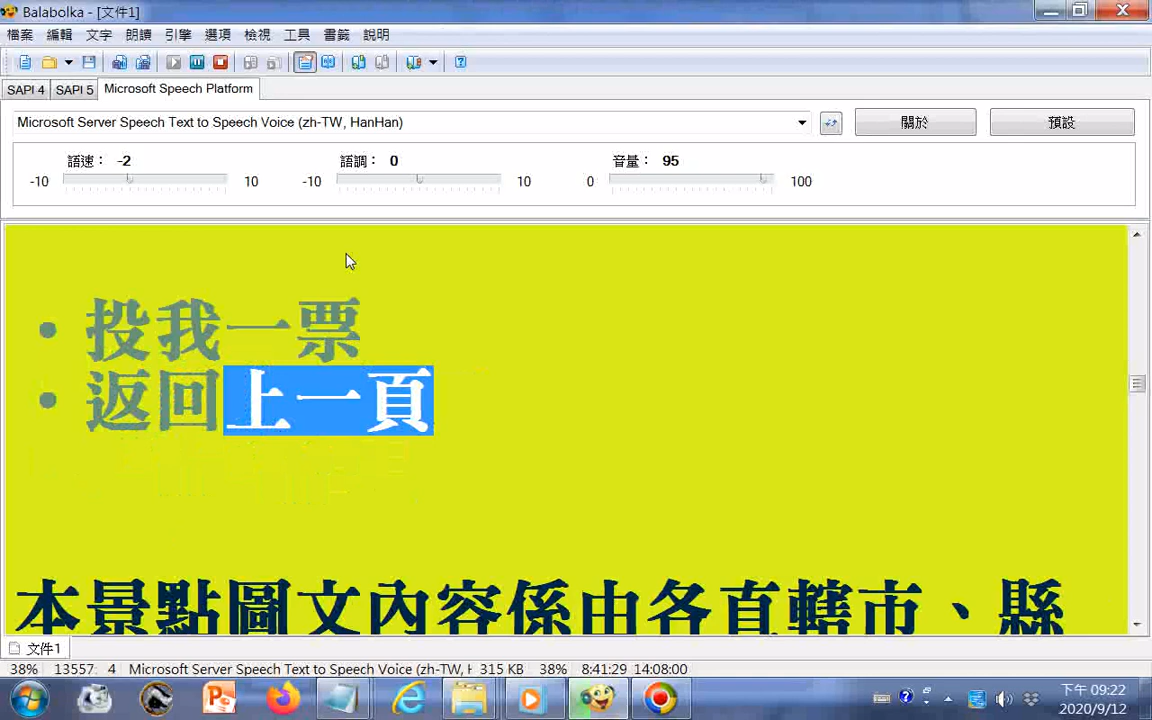 Balabolka - [文件1]
檔案 編輯 文字 朗讀 引擎 選項 檢視 工具 書籤 說明
SAPI 4 SAPI 5 Microsoft Speech Platform
Microsoft Server Speech Text to Speech Voice (zh-TW, HanHan)
關於 預設
語速： -2 語調： 0 音量： 95
-10 10 -10 10 0 100
• 投我一票
• 返回上一頁
本景點圖文內容係由各直轄市、縣
文件1
38% 13557: 4 Microsoft Server Speech Text to Speech Voice (zh-TW, 315 KB 38% 8:41:29 14:08:00
下午 09:22
2020/9/12